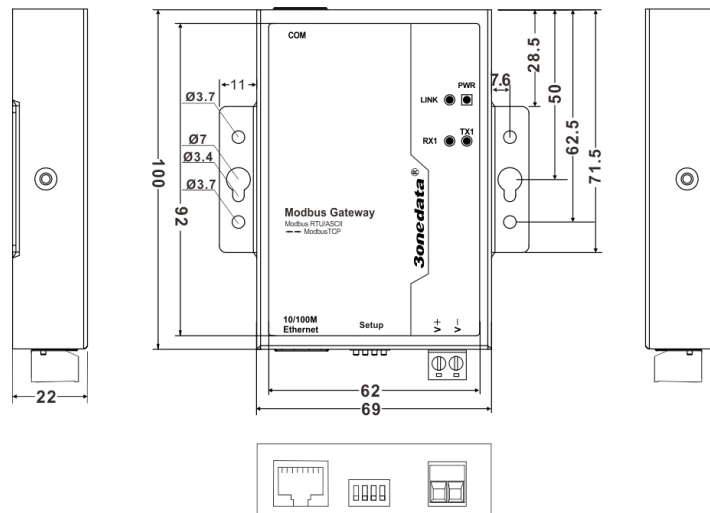 COM
PWR
LINK
RX1
TX1
3onedata®
Modbus Gateway
Modbus RTU/ASCII
ModbusTCP
10/100M
Ethernet
Setup
V+
V−
11
Ø3.7
Ø7
Ø3.4
Ø3.7
100
92
7.6
28.5
50
62.5
71.5
22
62
69